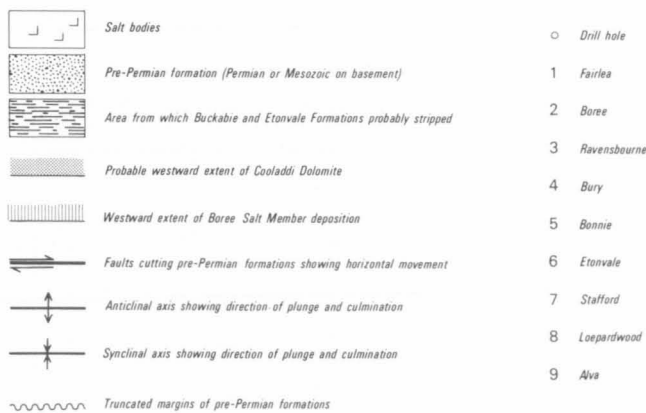 Salt bodies
Pre-Permian formation (Permian or Mesozoic on basement)
Area from which Buckabie and Etonvale Formations probably stripped
Probable westward extent of Cooladdi Dolomite
Westward extent of Boree Salt Member deposition
Faults cutting pre-Permian formations showing horizontal movement
Anticlinal axis showing direction of plunge and culmination
Synclinal axis showing direction of plunge and culmination
Truncated margins of pre-Permian formations
Drill hole
1 Fairlea
2 Boree
3 Ravensbourne
4 Bury
5 Bonnie
6 Etonvale
7 Stafford
8 Loepardwood
9 Alva